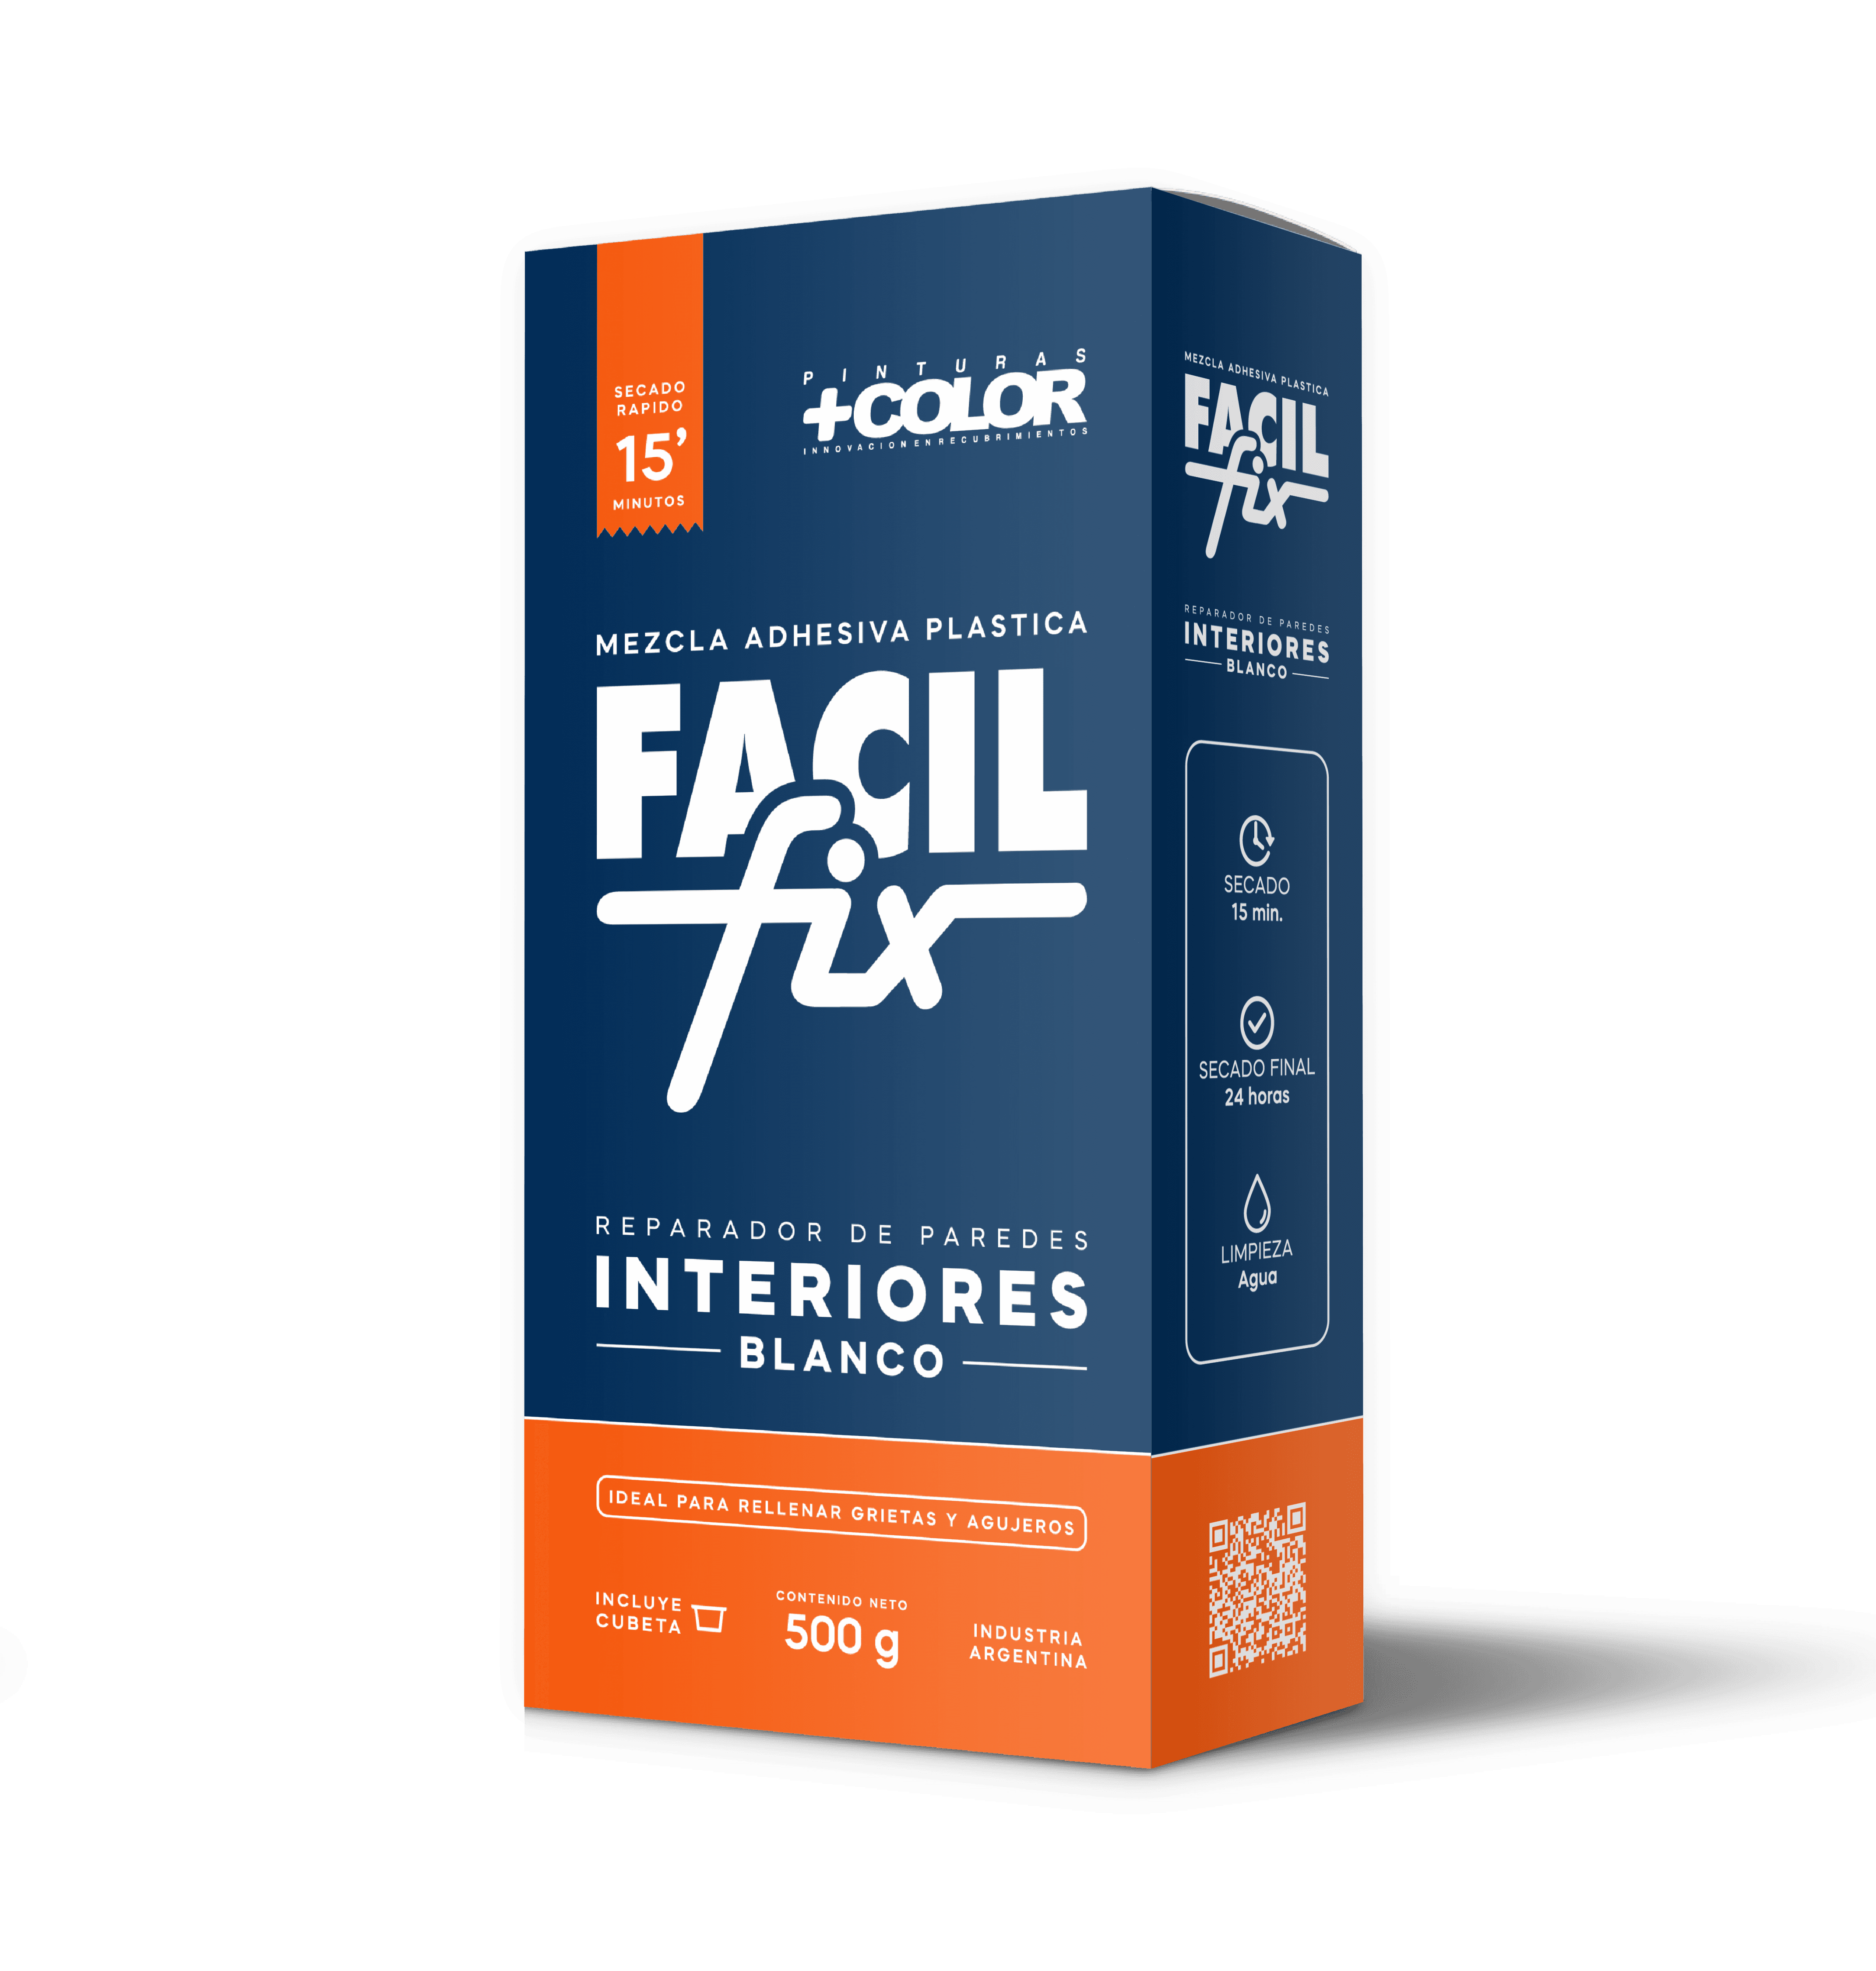 SECADO
RAPIDO
15’
MINUTOS
PINTURAS
+COLOR
INNOVACION EN RECUBRIMIENTOS
MEZCLA ADHESIVA PLASTICA
FACIL
fix
REPARADOR DE PAREDES
INTERIORES
BLANCO
IDEAL PARA RELLENAR GRIETAS Y AGUJEROS
INCLUYE
CUBETA
CONTENIDO NETO
500 g
INDUSTRIA
ARGENTINA
MEZCLA ADHESIVA PLASTICA
FACIL
fix
REPARADOR DE PAREDES
INTERIORES
BLANCO
SECADO
15 min.
SECADO FINAL
24 horas
LIMPIEZA
Agua